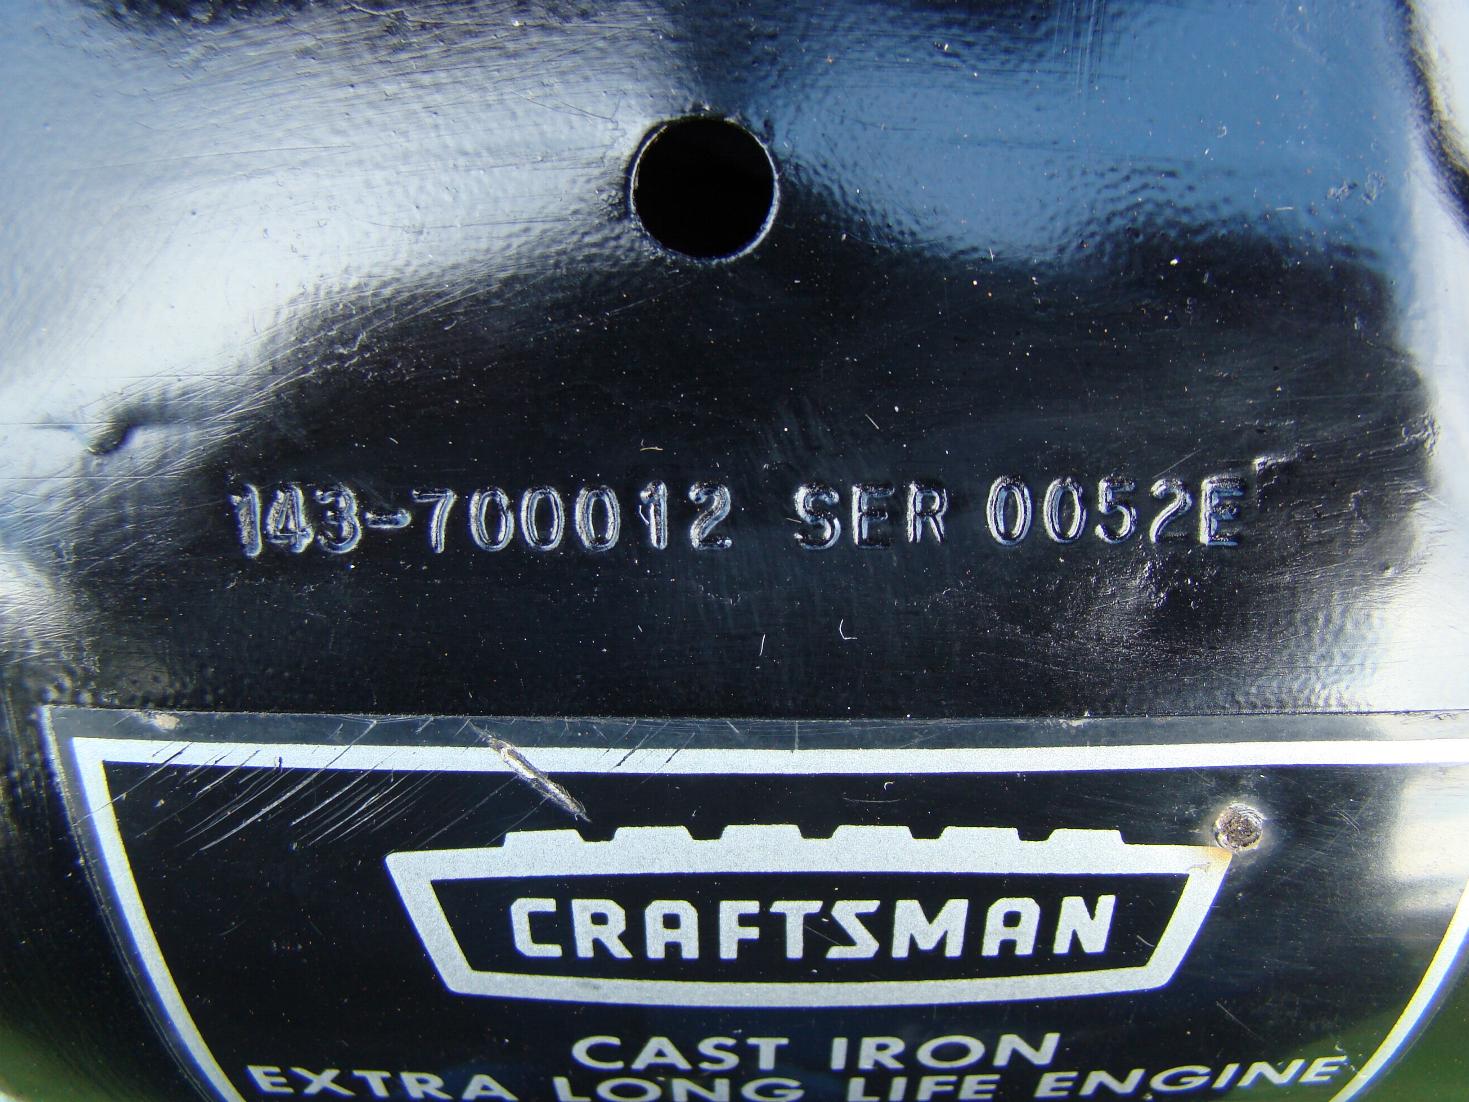 143-700012 SER 0052E
CRAFTSMAN
CAST IRON
EXTRA LONG LIFE ENGINE